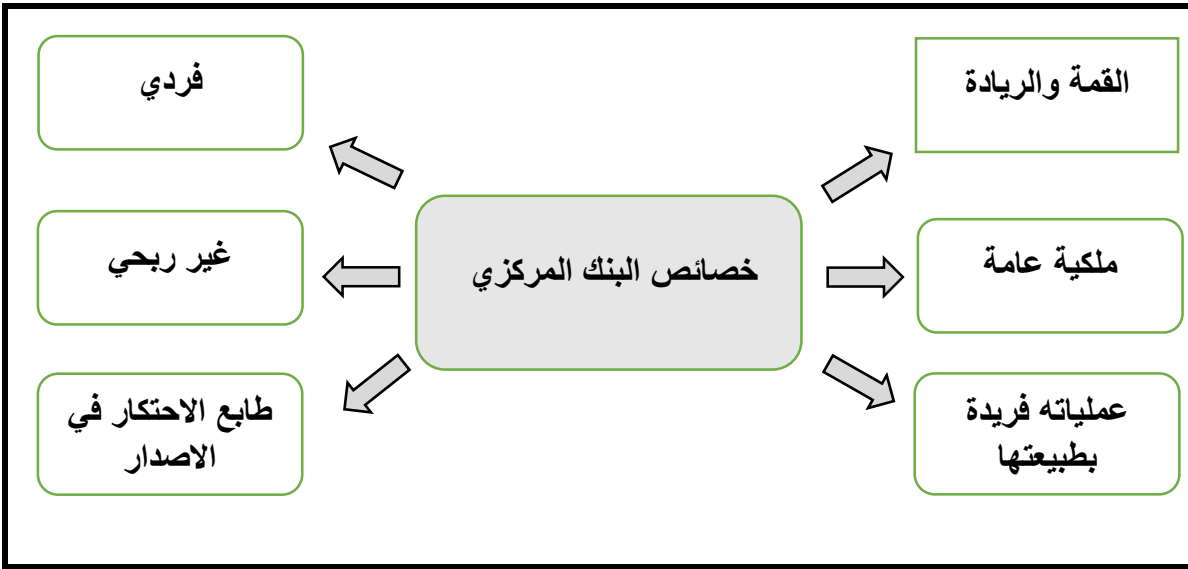 القمة والريادة
فردي
خصائص البنك المركزي
ملكية عامة
غير ربحي
عملياته فريدة
بطبيعتها
طابع الاحتكار في
الاصدار